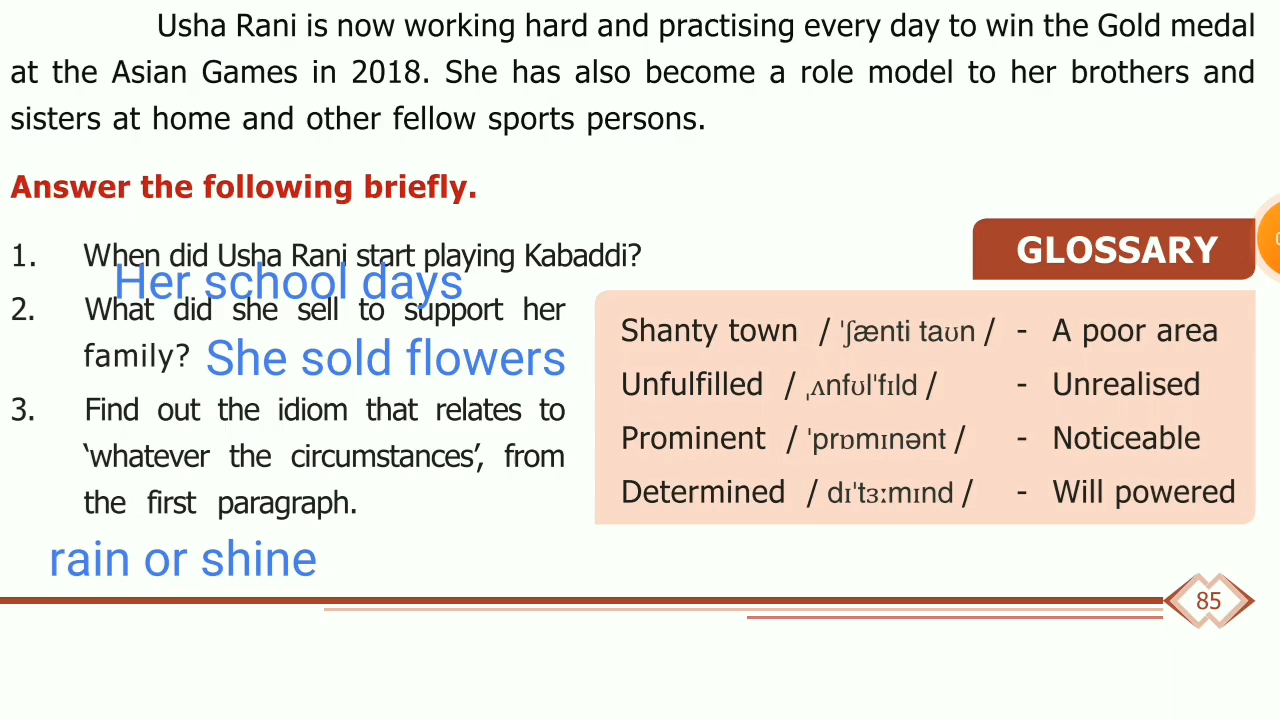 Usha Rani is now working hard and practising every day to win the Gold medal
at the Asian Games in 2018. She has also become a role model to her brothers and
sisters at home and other fellow sports persons.
Answer the following briefly.
1. When did Usha Rani start playing Kabaddi?
Her school days
2. What did she sell to support her
family? She sold flowers
3. Find out the idiom that relates to
‘whatever the circumstances’, from
the first paragraph.
rain or shine
GLOSSARY
Shanty town / ˈʃænti taʊn / - A poor area
Unfulfilled / ˌʌnfʊlˈfɪld / - Unrealised
Prominent / ˈprɒmɪnənt / - Noticeable
Determined / dɪˈtɜːmɪnd / - Will powered
85